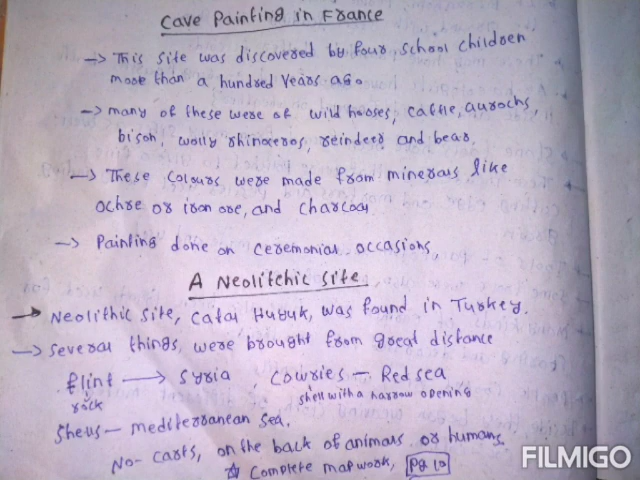 Cave Painting in France
→ This site was discovered by four school children
more than a hundred years ago
→ many of these were of wild horses, cattle, aurochs,
bison, wolly rhinoceros, reindeer and bear
→ These colours were made from minerals like
ochre or iron ore, and charcoal
→ Painting done on ceremonial occasions,
A Neolitchic site
→ Neolithic site, Catal Huyuk, was found in Turkey.
→ several things were brought from great distance
flint → Syria , Cowries - Red sea
rock shell with a narrow opening
Shells - mediterranean sea.
No- carts, on the back of animals or humans
☆ Complete map work, Pg 10
FILMIGO